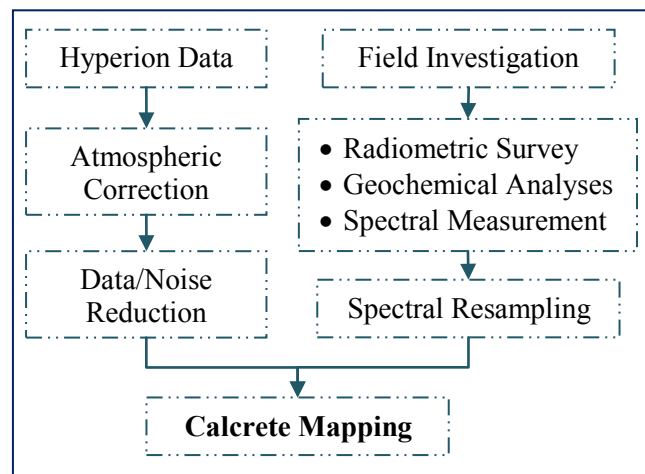 Hyperion Data
Atmospheric
Correction
Data/Noise
Reduction
Field Investigation
• Radiometric Survey
• Geochemical Analyses
• Spectral Measurement
Spectral Resampling
Calcrete Mapping